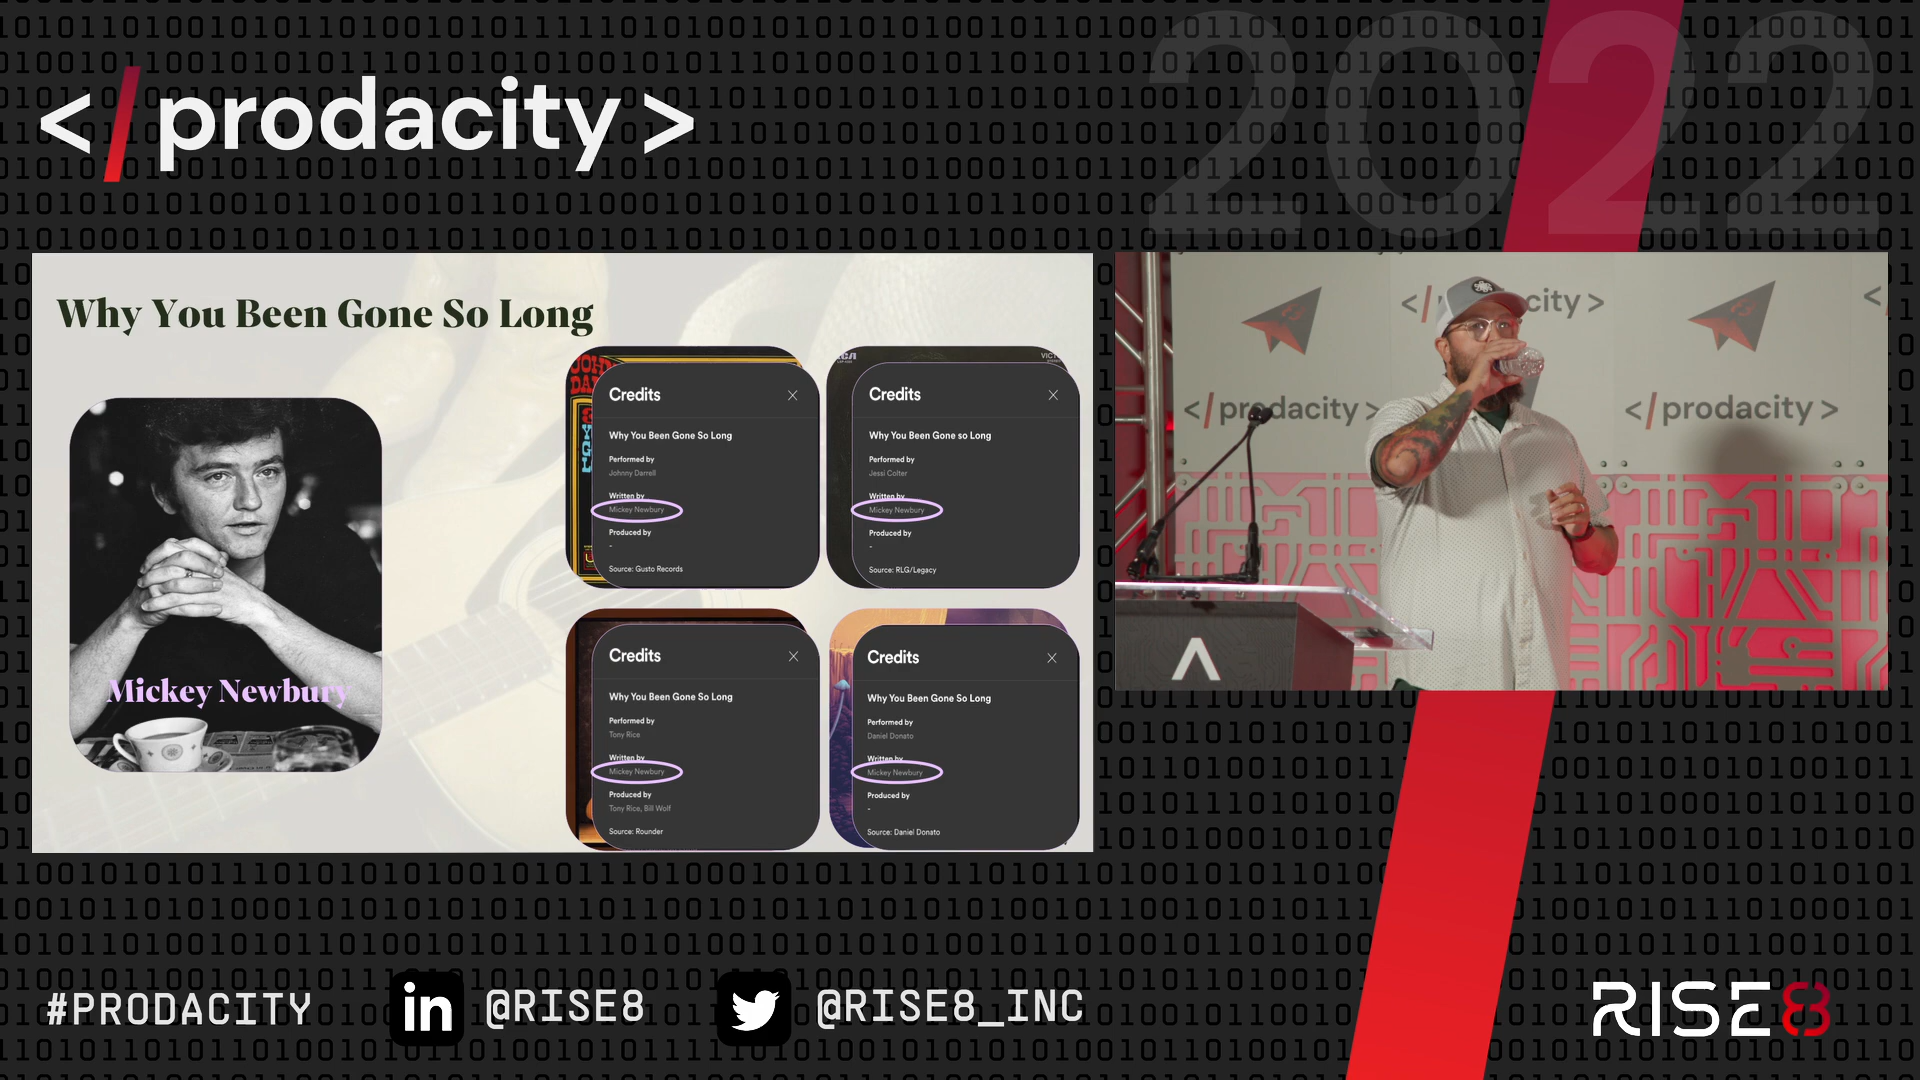 2022
</prodacity>
Why You Been Gone So Long
Mickey Newbury
JOHN
DA
Credits
Why You Been Gone So Long
Performed by
Johnny Darrell
Written by
Mickey Newbury
Produced by
-
Source: Gusto Records
Credits
Why You Been Gone so Long
Performed by
Jessi Colter
Written by
Mickey Newbury
Produced by
-
Source: RLG/Legacy
Credits
Why You Been Gone So Long
Performed by
Tony Rice
Written by
Mickey Newbury
Produced by
Tony Rice, Bill Wolf
Source: Rounder
Credits
Why You Been Gone So Long
Performed by
Daniel Donato
Written by
Mickey Newbury
Produced by
-
Source: Daniel Donato
city>
</prodacity>
</prodacity>
#PRODACITY
in @RISE8
@RISE8_INC
RISE8